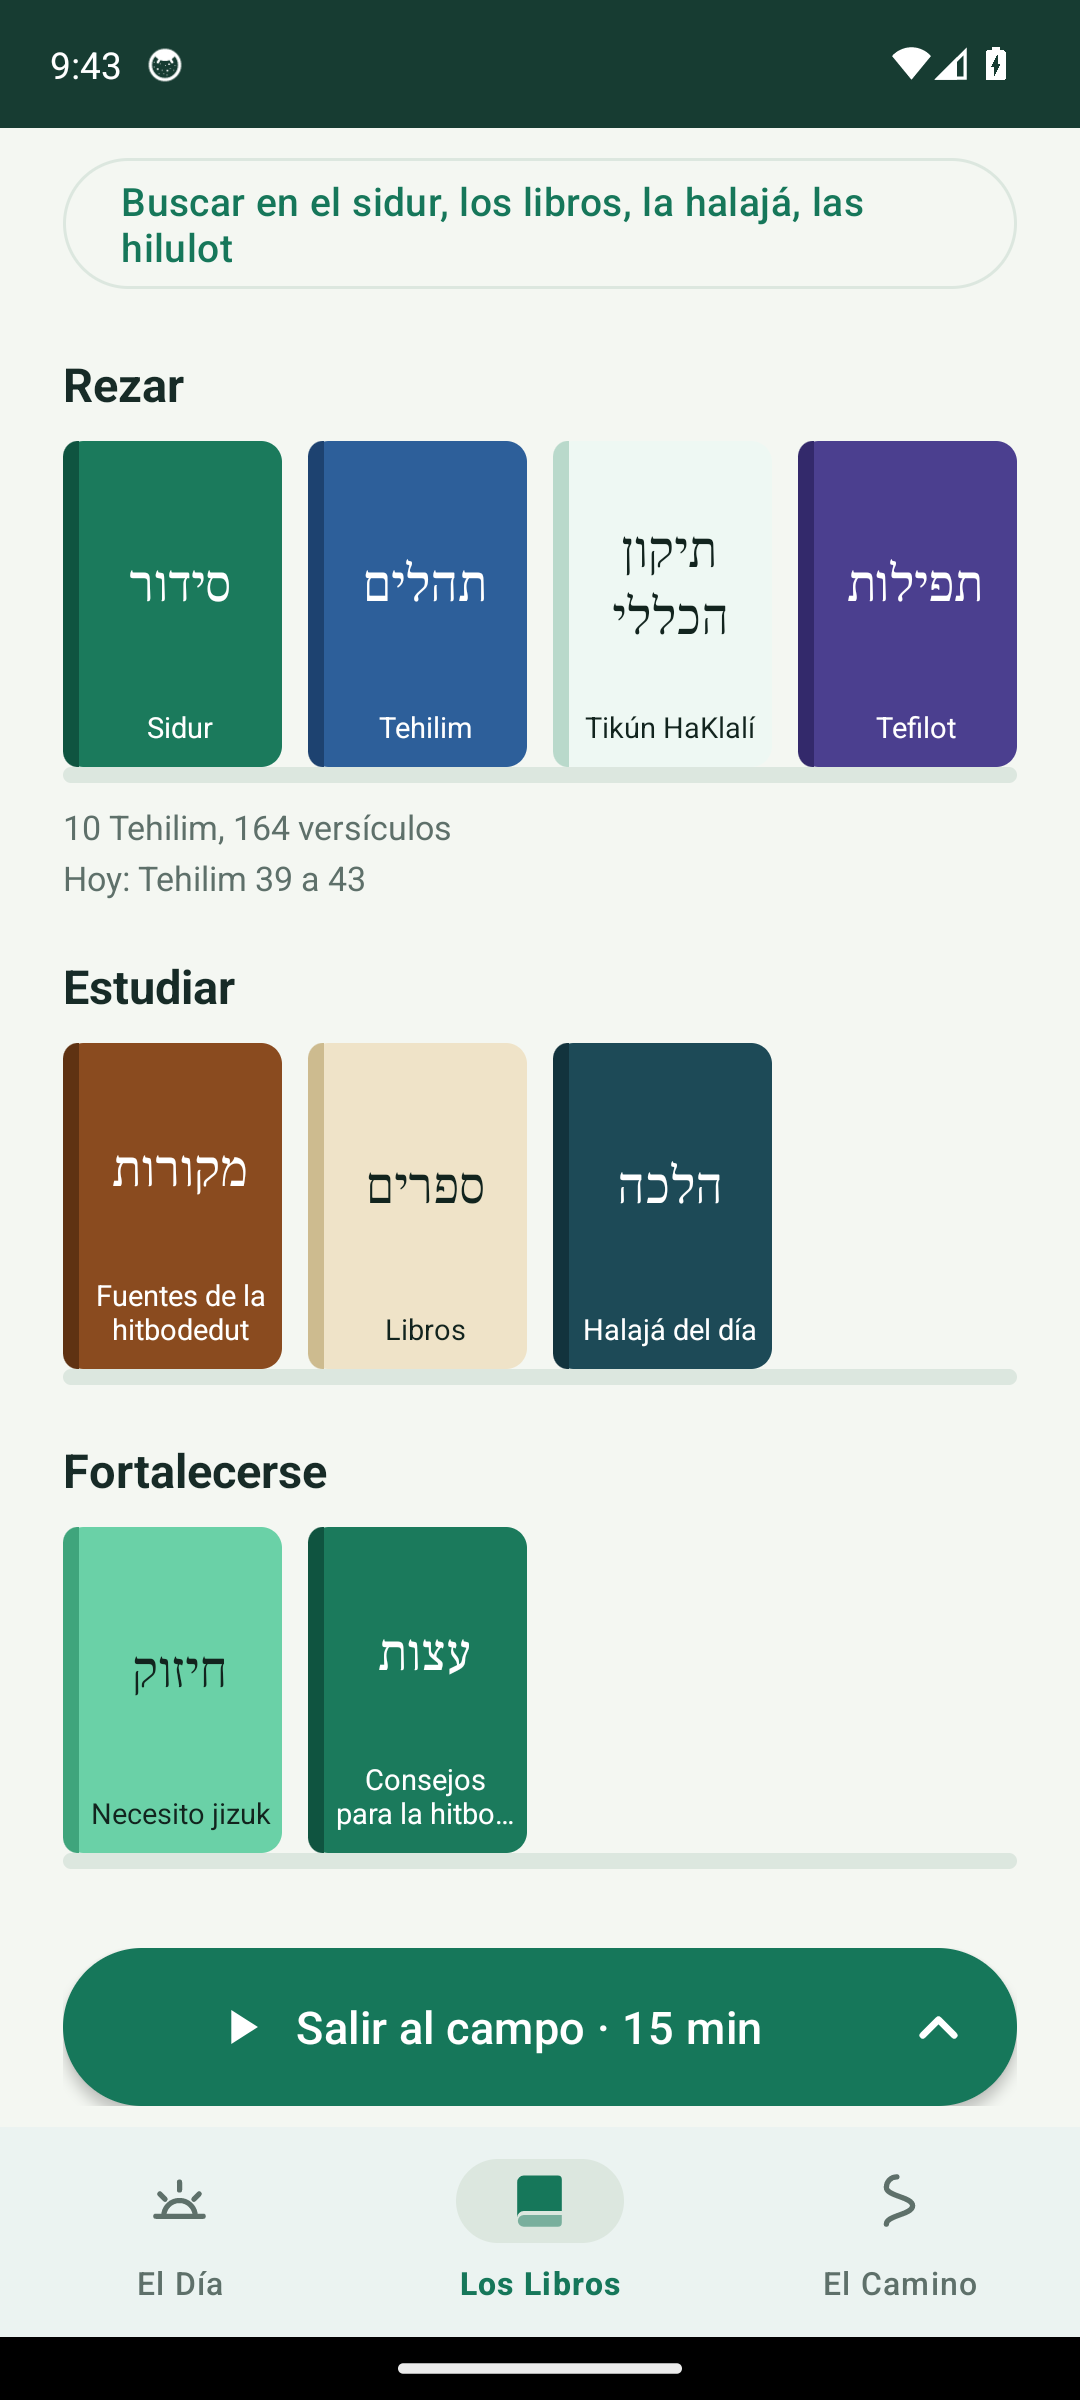 9:43
Buscar en el sidur, los libros, la halajá, las
hilulot
Rezar
סידור
Sidur
תהלים
Tehilim
תיקון
הכללי
Tikún HaKlalí
תפילות
Tefilot
10 Tehilim, 164 versículos
Hoy: Tehilim 39 a 43
Estudiar
מקורות
Fuentes de la
hitbodedut
ספרים
Libros
הלכה
Halajá del día
Fortalecerse
חיזוק
Necesito jizuk
עצות
Consejos
para la hitbo…
Salir al campo · 15 min
El Día
Los Libros
El Camino